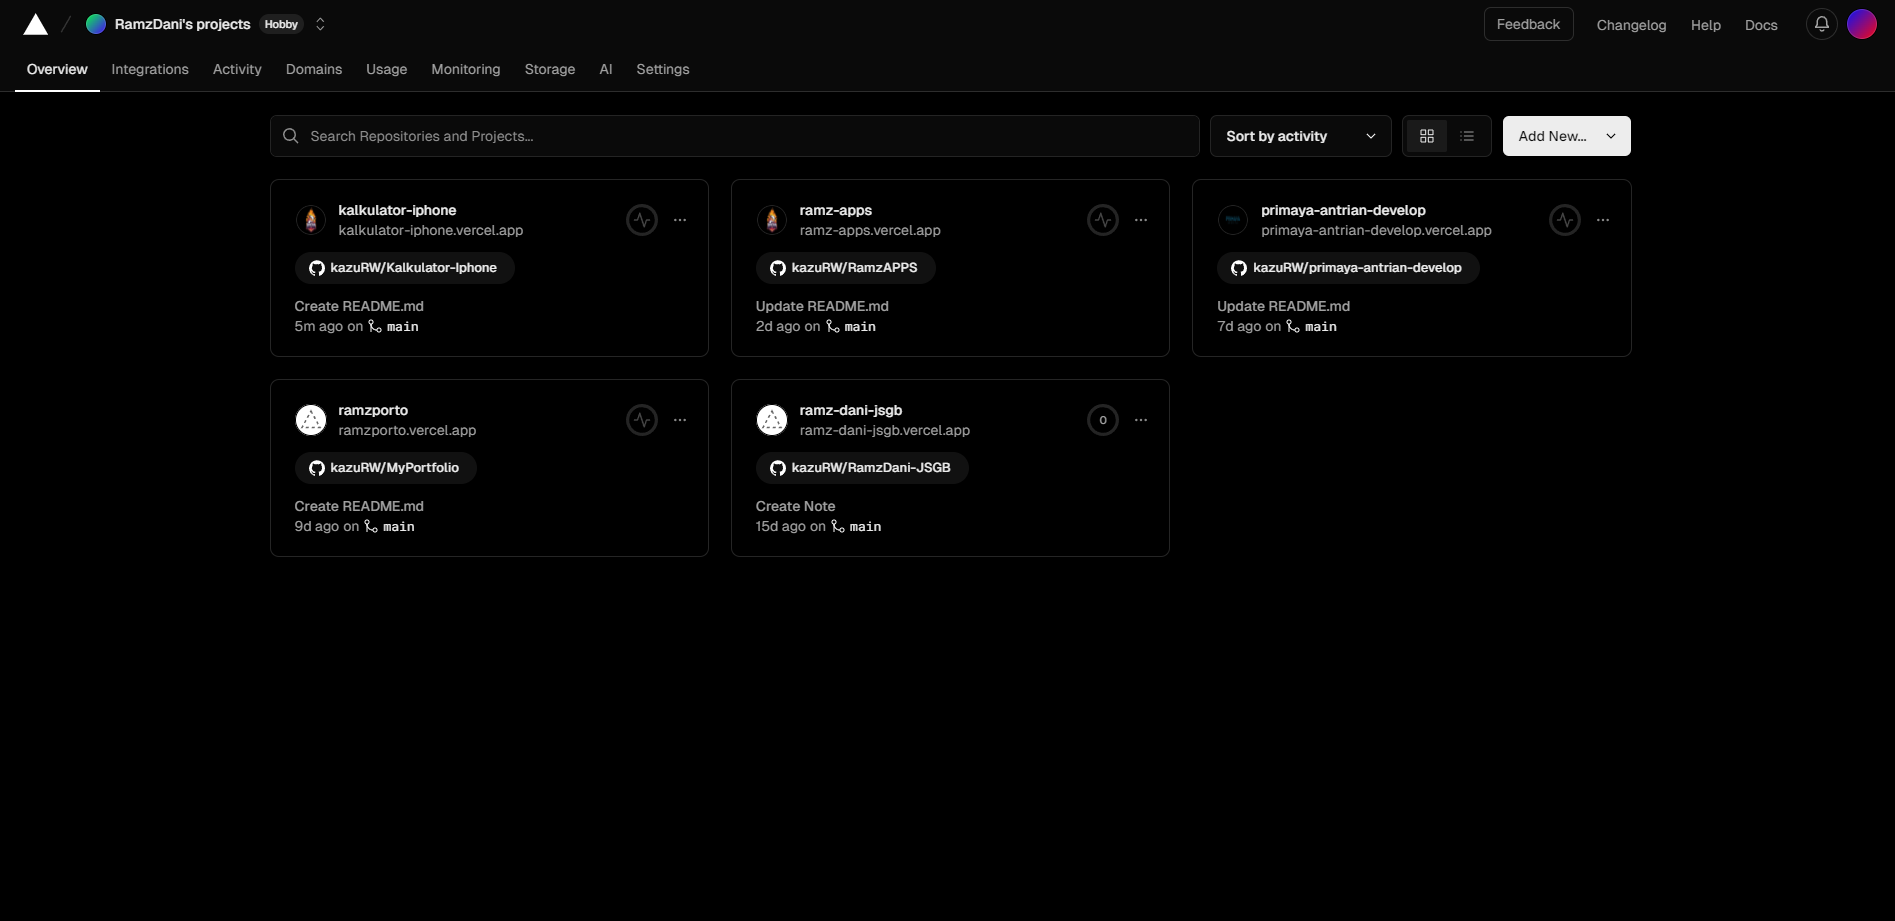 RamzDani's projects Hobby
Feedback Changelog Help Docs
Overview Integrations Activity Domains Usage Monitoring Storage AI Settings
Search Repositories and Projects...
Sort by activity
Add New...
kalkulator-iphone
kalkulator-iphone.vercel.app
kazuRW/Kalkulator-Iphone
Create README.md
5m ago on main
ramz-apps
ramz-apps.vercel.app
kazuRW/RamzAPPS
Update README.md
2d ago on main
primaya-antrian-develop
primaya-antrian-develop.vercel.app
kazuRW/primaya-antrian-develop
Update README.md
7d ago on main
ramzporto
ramzporto.vercel.app
kazuRW/MyPortfolio
Create README.md
9d ago on main
ramz-dani-jsgb
ramz-dani-jsgb.vercel.app
0
kazuRW/RamzDani-JSGB
Create Note
15d ago on main